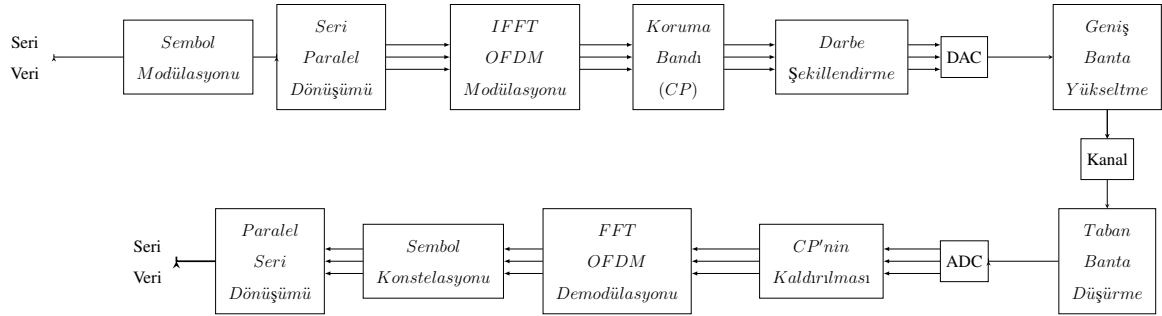 Seri
Veri
Sembol
Modülasyonu
Seri
Paralel
Dönüşümü
IFFT
OFDM
Modülasyonu
Koruma
Bandı
(CP)
Darbe
Şekillendirme
DAC
Geniş
Banta
Yükseltme
Kanal
Taban
Banta
Düşürme
ADC
CP'nin
Kaldırılması
FFT
OFDM
Demodülasyonu
Sembol
Konstelasyonu
Paralel
Seri
Dönüşümü
Seri
Veri